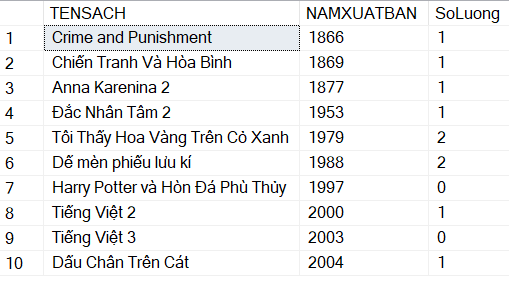 TENSACH NAMXUATBAN SoLuong
1 Crime and Punishment 1866 1
2 Chiến Tranh Và Hòa Bình 1869 1
3 Anna Karenina 2 1877 1
4 Đắc Nhân Tâm 2 1953 1
5 Tôi Thấy Hoa Vàng Trên Cỏ Xanh 1979 2
6 Dế mèn phiếu lưu kí 1988 2
7 Harry Potter và Hòn Đá Phù Thủy 1997 0
8 Tiếng Việt 2 2000 1
9 Tiếng Việt 3 2003 0
10 Dấu Chân Trên Cát 2004 1